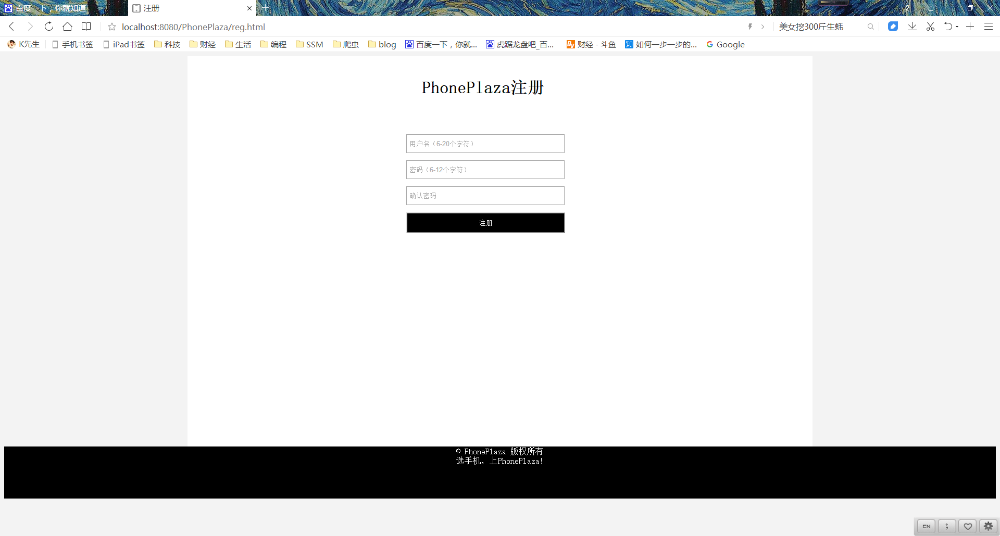 百度一下，你就知道
注册
2
localhost:8080/PhonePlaza/reg.html
美女挖300斤生蚝
K先生
手机书签
iPad书签
科技
财经
生活
编程
SSM
爬虫
blog
百度一下，你就...
虎踞龙盘吧_百...
财经 - 斗鱼
如何一步一步的...
Google
PhonePlaza注册
用户名（6-20个字符）
密码（6-12个字符）
确认密码
注册
© PhonePlaza 版权所有
选手机，上PhonePlaza!
CN